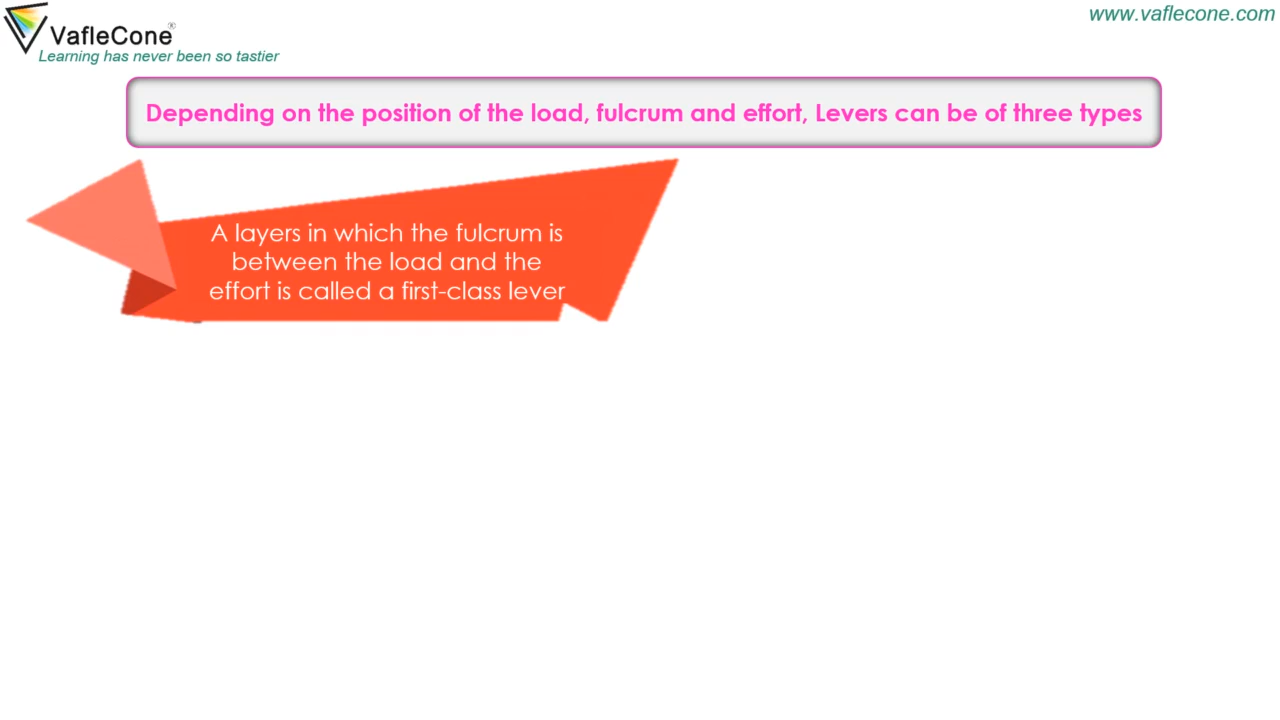 VafleCone®
Learning has never been so tastier
www.vaflecone.com
Depending on the position of the load, fulcrum and effort, Levers can be of three types
A layers in which the fulcrum is
between the load and the
effort is called a first-class lever